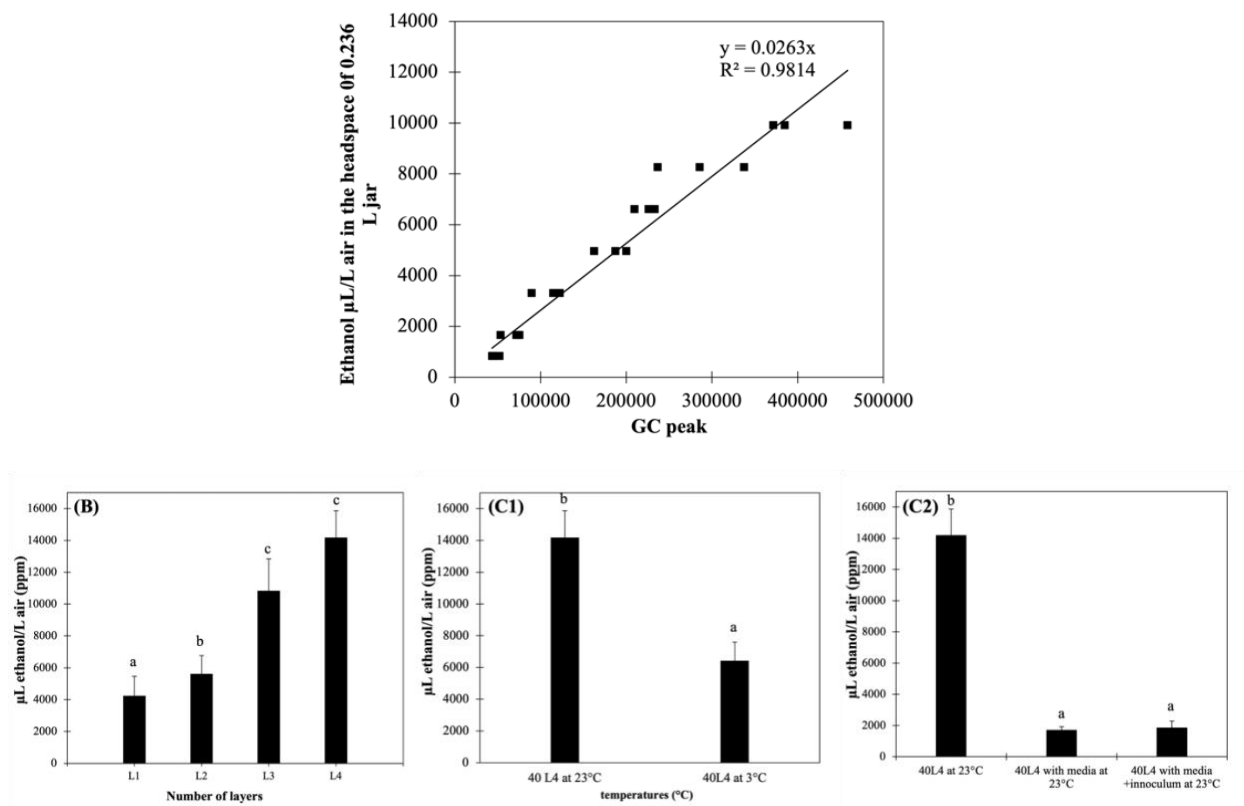 14000
12000
10000
8000
6000
4000
2000
0
Ethanol µL/L air in the headspace 0f 0.236
L jar
y = 0.0263x
R² = 0.9814
0 100000 200000 300000 400000 500000
GC peak
(B)
µL ethanol/L air (ppm)
16000
14000
12000
10000
8000
6000
4000
2000
0
a
b
c
c
L1 L2 L3 L4
Number of layers
(C1)
µL ethanol/L air (ppm)
16000
14000
12000
10000
8000
6000
4000
2000
0
b
a
40 L4 at 23°C 40L4 at 3°C
temperatures (°C)
(C2)
µL ethanol/L air (ppm)
16000
14000
12000
10000
8000
6000
4000
2000
0
b
a
a
40L4 at 23°C 40L4 with media at 40L4 with media
23°C +innoculum at 23°C